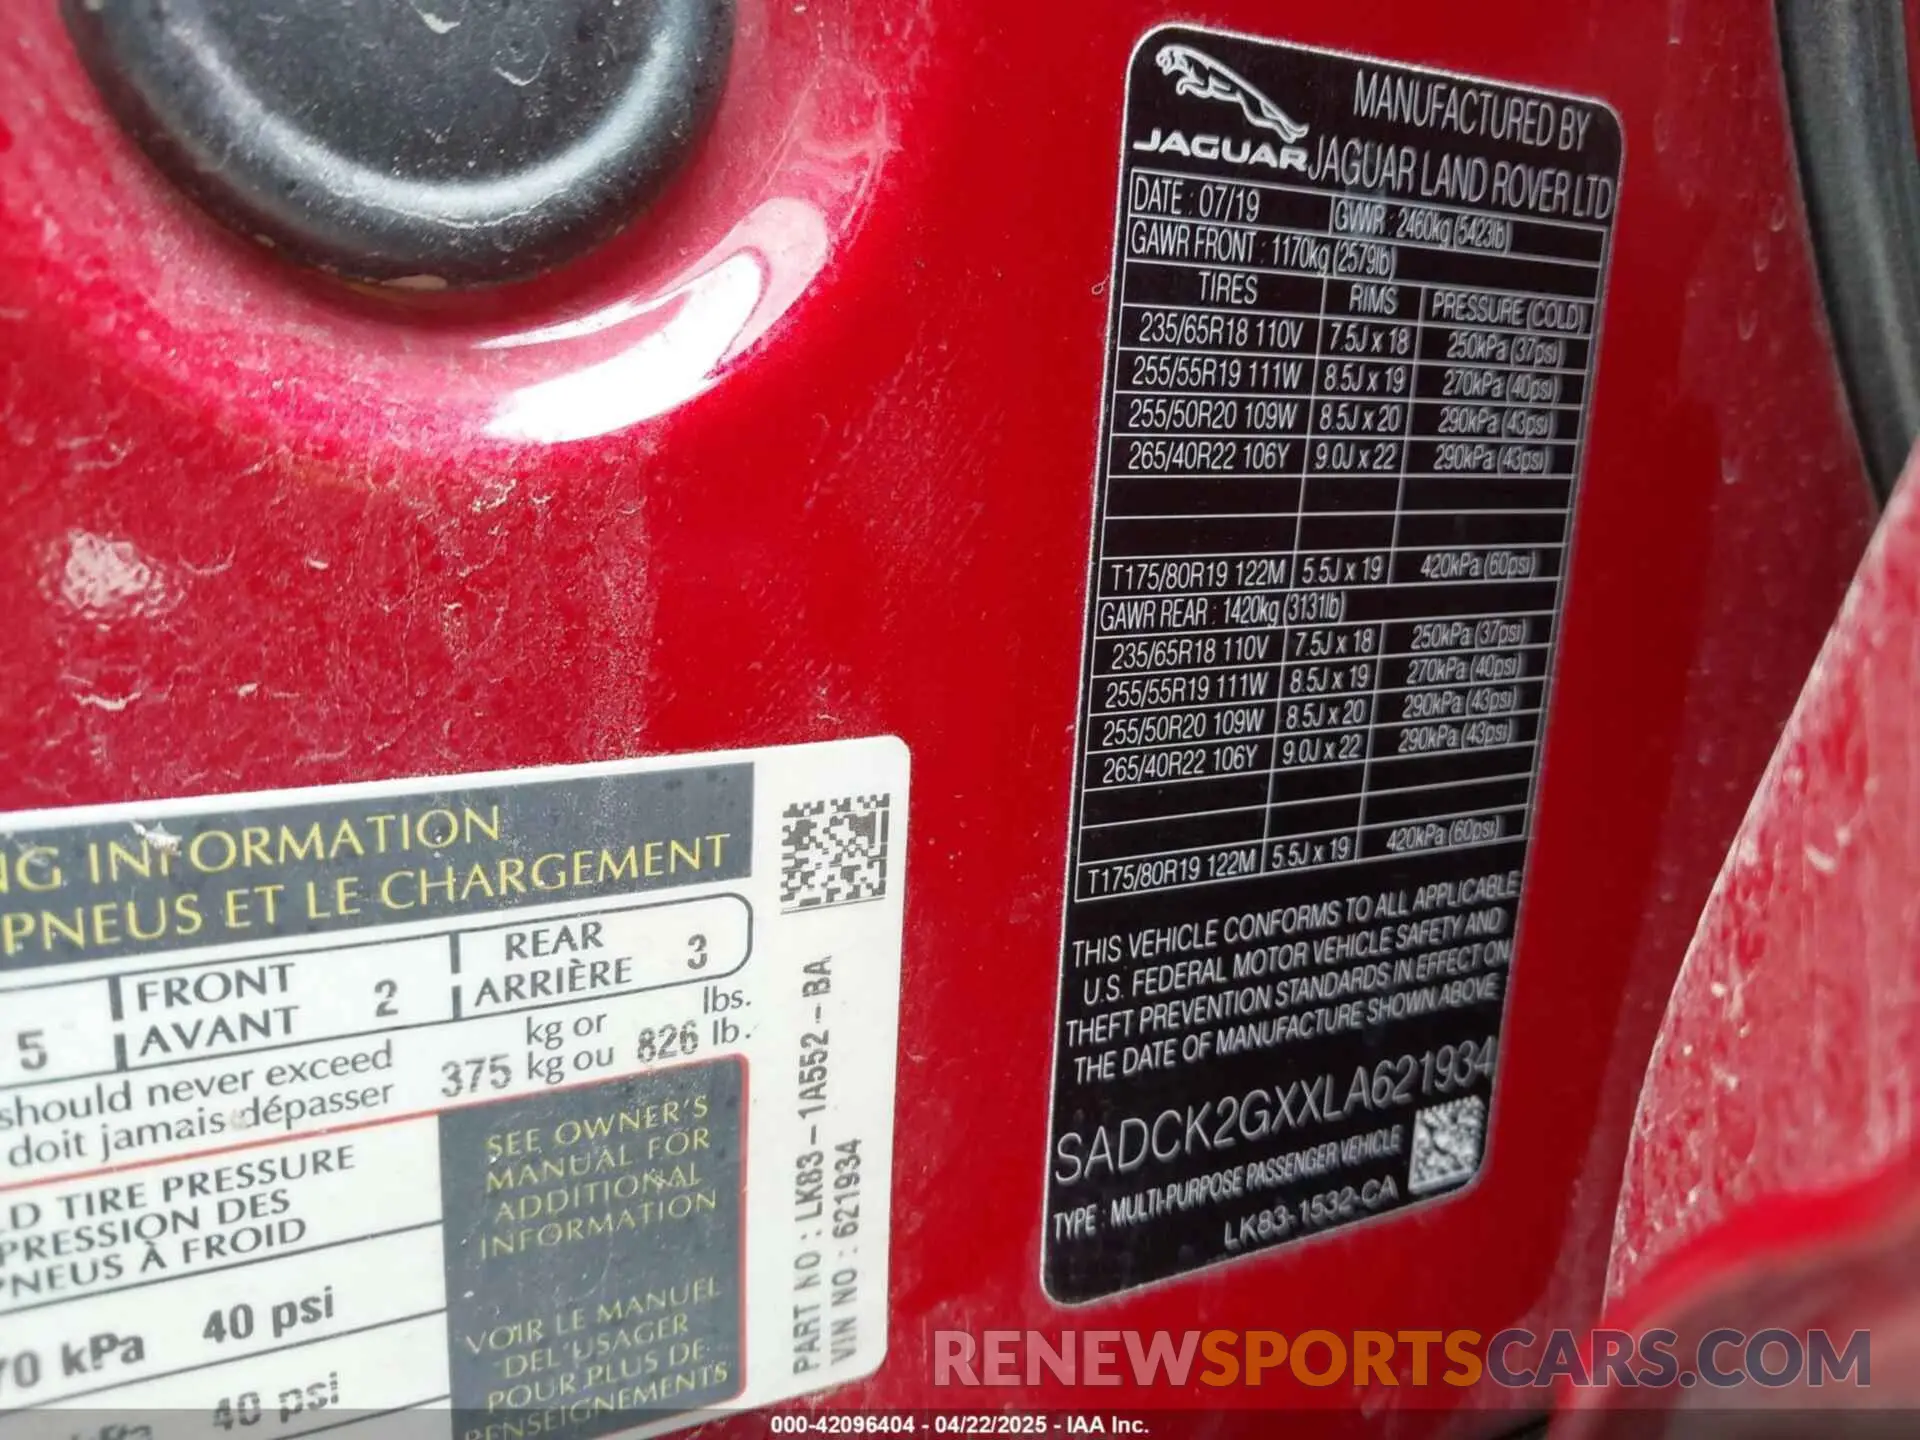 JAGUAR
MANUFACTURED BY
JAGUAR LAND ROVER LTD
DATE : 07/19 GVWR : 2460kg (5423lb)
GAWR FRONT : 1170kg (2579lb)
TIRES RIMS PRESSURE (COLD)
235/65R18 110V 7.5J x 18 250kPa (37psi)
255/55R19 111W 8.5J x 19 270kPa (40psi)
255/50R20 109W 8.5J x 20 290kPa (43psi)
265/40R22 106Y 9.0J x 22 290kPa (43psi)
T175/80R19 122M 5.5J x 19 420kPa (60psi)
GAWR REAR : 1420kg (3131lb)
235/65R18 110V 7.5J x 18 250kPa (37psi)
255/55R19 111W 8.5J x 19 270kPa (40psi)
255/50R20 109W 8.5J x 20 290kPa (43psi)
265/40R22 106Y 9.0J x 22 290kPa (43psi)
T175/80R19 122M 5.5J x 19 420kPa (60psi)
THIS VEHICLE CONFORMS TO ALL APPLICABLE
U.S. FEDERAL MOTOR VEHICLE SAFETY AND
THEFT PREVENTION STANDARDS IN EFFECT ON
THE DATE OF MANUFACTURE SHOWN ABOVE
SADCK2GXXLA621934
TYPE : MULTI-PURPOSE PASSENGER VEHICLE
LK83-1532-CA
NG INFORMATION
PNEUS ET LE CHARGEMENT
5 FRONT AVANT 2 REAR ARRIÈRE 3
should never exceed 375 kg or 826 lbs.
doit jamais dépasser kg ou lb.
D TIRE PRESSURE
PRESSION DES
PNEUS À FROID
70 kPa 40 psi
40 psi
SEE OWNER'S
MANUAL FOR
ADDITIONAL
INFORMATION
VOIR LE MANUEL
DEL'USAGER
POUR PLUS DE
RENSEIGNEMENTS
PART NO : LK83-1A552-BA
VIN NO : 621934
RENEWSPORTSCARS.COM
000-42096404 - 04/22/2025 - IAA Inc.